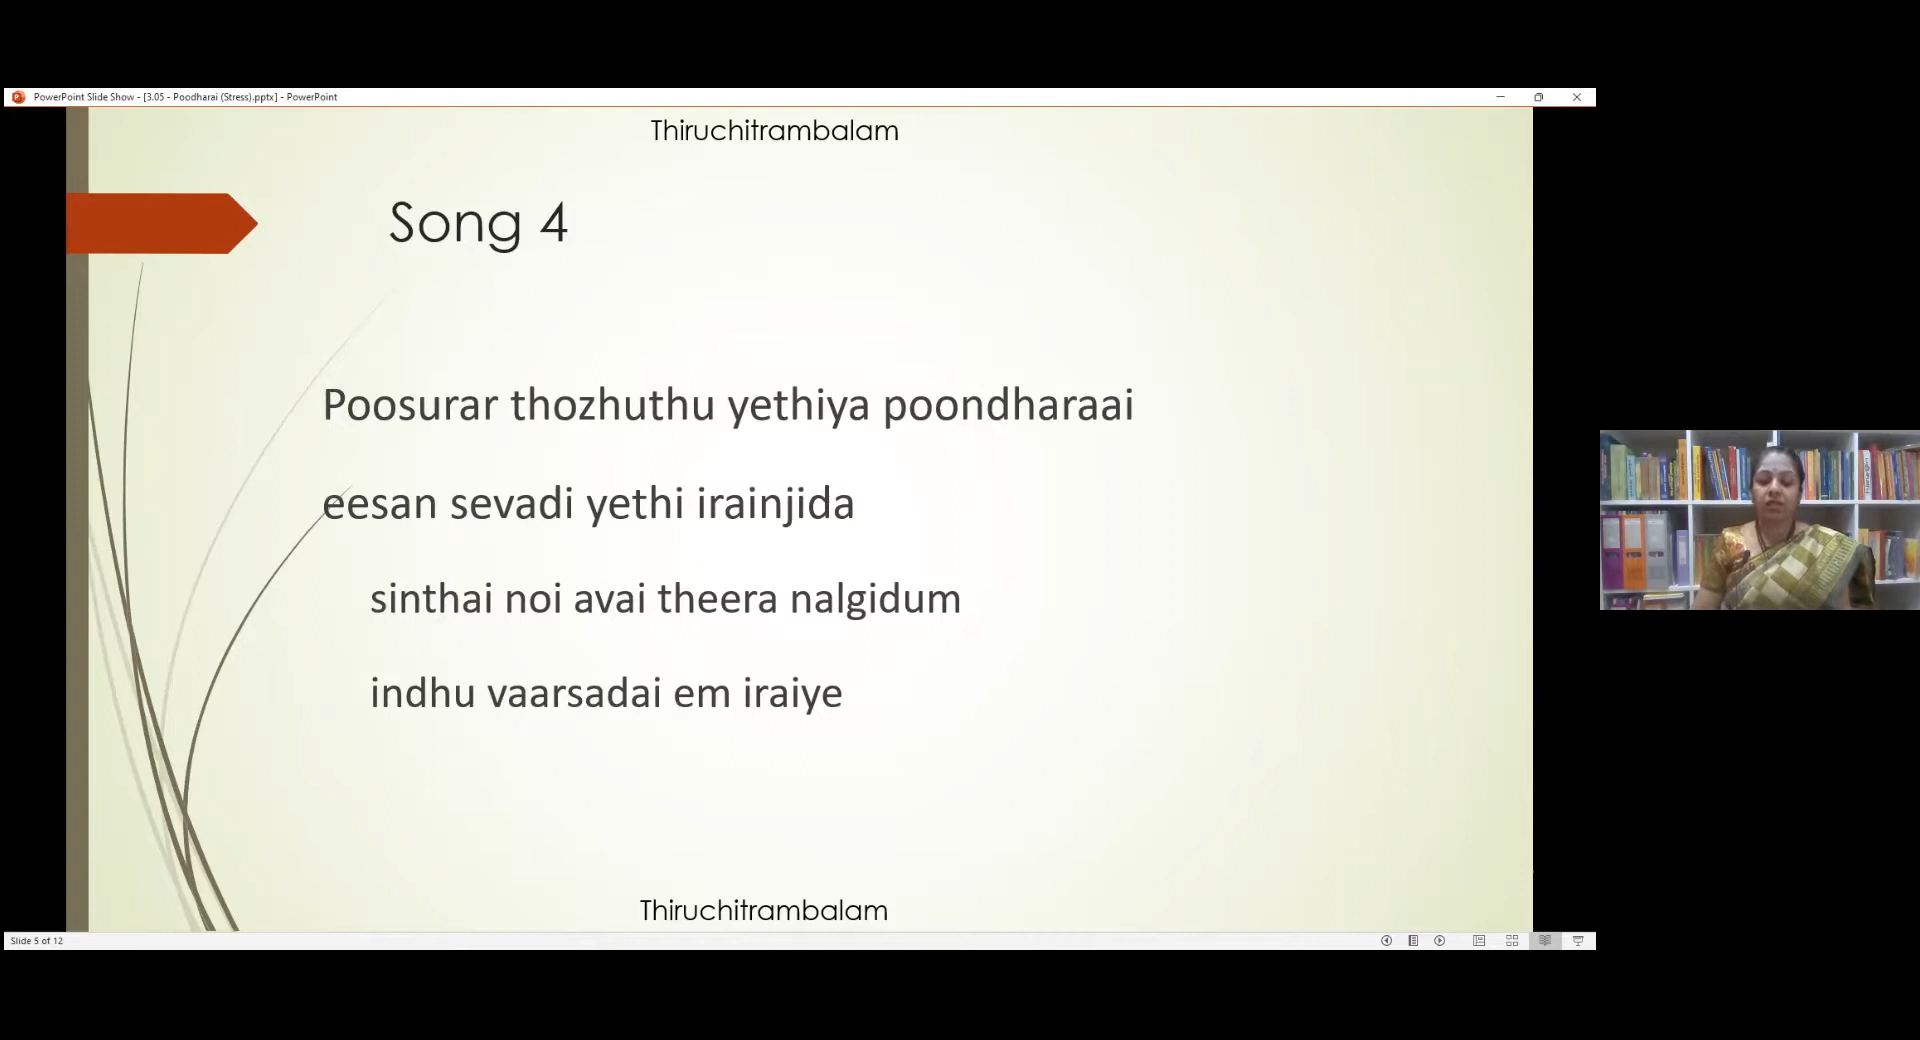 PowerPoint Slide Show - [3.05 - Poodharai (Stress).pptx] - PowerPoint
Thiruchitrambalam
Song 4
Poosurar thozhuthu yethiya poondharaai
eesan sevadi yethi irainjida
sinthai noi avai theera nalgidum
indhu vaarsadai em iraiye
Thiruchitrambalam
Slide 5 of 12